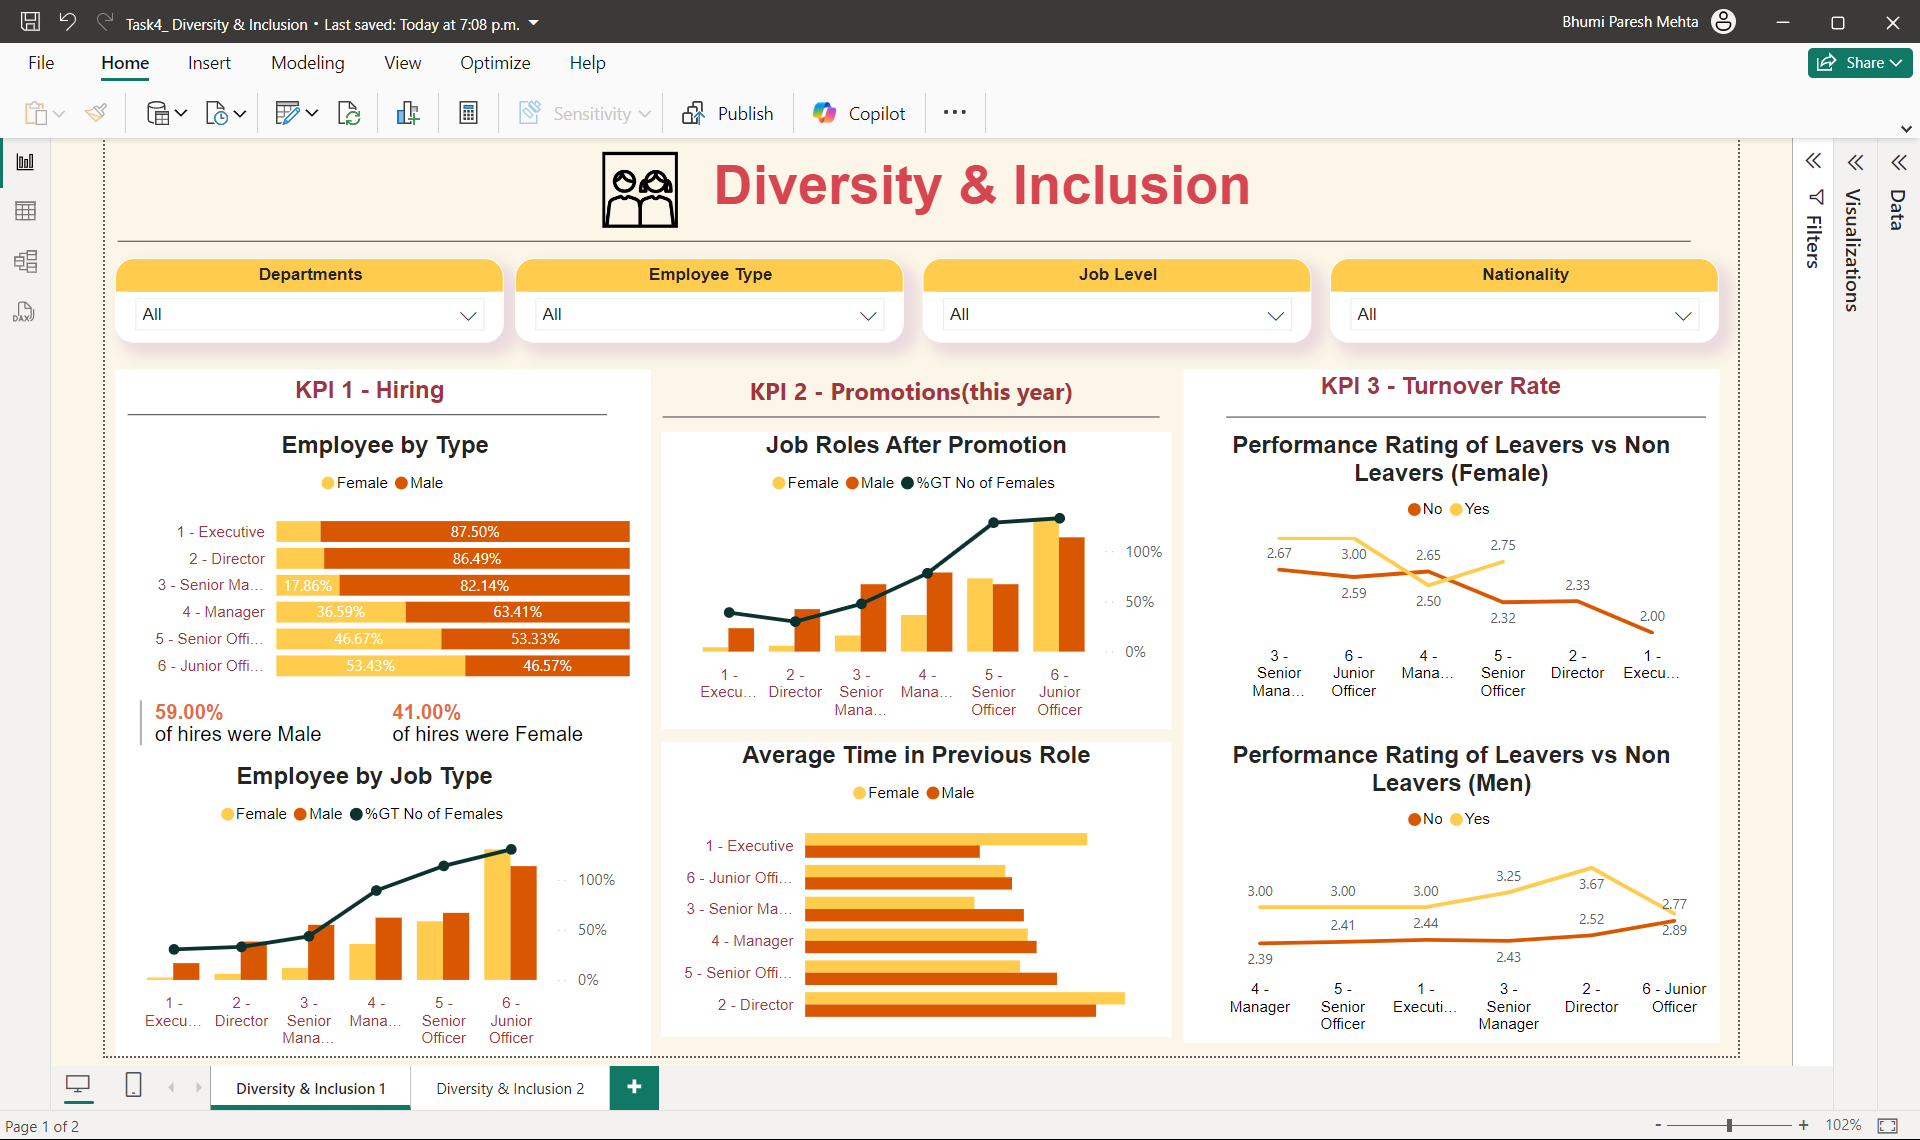 Task4_ Diversity & Inclusion • Last saved: Today at 7:08 p.m.
Bhumi Paresh Mehta
File Home Insert Modeling View Optimize Help
Share
Sensitivity
Publish
Copilot
DAX
Diversity & Inclusion
Filters
Visualizations
Data
Departments
All
Employee Type
All
Job Level
All
Nationality
All
KPI 1 - Hiring
Employee by Type
Female Male
1 - Executive 87.50%
2 - Director 86.49%
3 - Senior Ma... 17.86% 82.14%
4 - Manager 36.59% 63.41%
5 - Senior Offi... 46.67% 53.33%
6 - Junior Offi... 53.43% 46.57%
59.00%
of hires were Male
41.00%
of hires were Female
Employee by Job Type
Female Male %GT No of Females
100%
50%
0%
1 -
Execu...
2 -
Director
3 -
Senior
Mana...
4 -
Mana...
5 -
Senior
Officer
6 -
Junior
Officer
KPI 2 - Promotions(this year)
Job Roles After Promotion
Female Male %GT No of Females
100%
50%
0%
1 -
Execu...
2 -
Director
3 -
Senior
Mana...
4 -
Mana...
5 -
Senior
Officer
6 -
Junior
Officer
Average Time in Previous Role
Female Male
1 - Executive
6 - Junior Offi...
3 - Senior Ma...
4 - Manager
5 - Senior Offi...
2 - Director
KPI 3 - Turnover Rate
Performance Rating of Leavers vs Non
Leavers (Female)
No Yes
2.67 3.00 2.65 2.75
2.59 2.50 2.32 2.33 2.00
3 -
Senior
Mana...
6 -
Junior
Officer
4 -
Mana...
5 -
Senior
Officer
2 -
Director
1 -
Execu...
Performance Rating of Leavers vs Non
Leavers (Men)
No Yes
3.00 3.00 3.00 3.25 3.67 2.77
2.39 2.41 2.44 2.43 2.52 2.89
4 -
Manager
5 -
Senior
Officer
1 -
Executi...
3 -
Senior
Manager
2 -
Director
6 - Junior
Officer
Diversity & Inclusion 1
Diversity & Inclusion 2
Page 1 of 2
102%